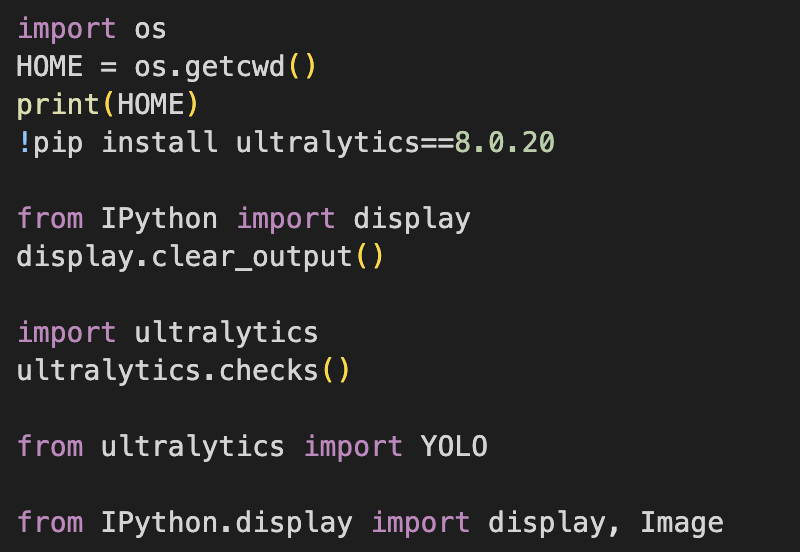 import os
HOME = os.getcwd()
print(HOME)
!pip install ultralytics==8.0.20
from IPython import display
display.clear_output()
import ultralytics
ultralytics.checks()
from ultralytics import YOLO
from IPython.display import display, Image